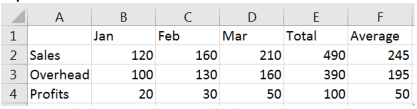 A B C D E F
1 Jan Feb Mar Total Average
2 Sales 120 160 210 490 245
3 Overhead 100 130 160 390 195
4 Profits 20 30 50 100 50